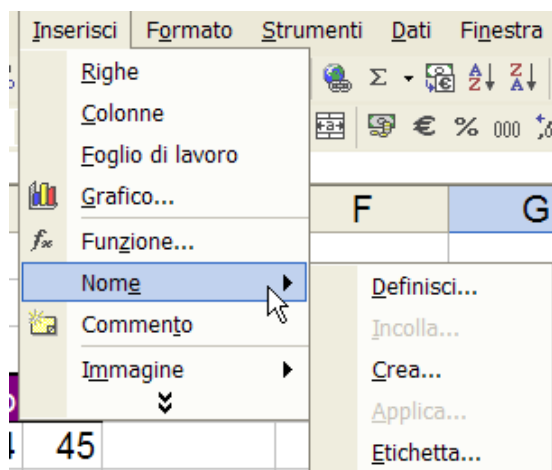 Inserisci Formato Strumenti Dati Finestra
Righe
Colonne
Foglio di lavoro
Grafico...
Funzione...
Nome
Commento
Immagine
Σ
A
Z
Z
A
€ % 000
F G
Definisci...
Incolla...
Crea...
Applica...
Etichetta...
45